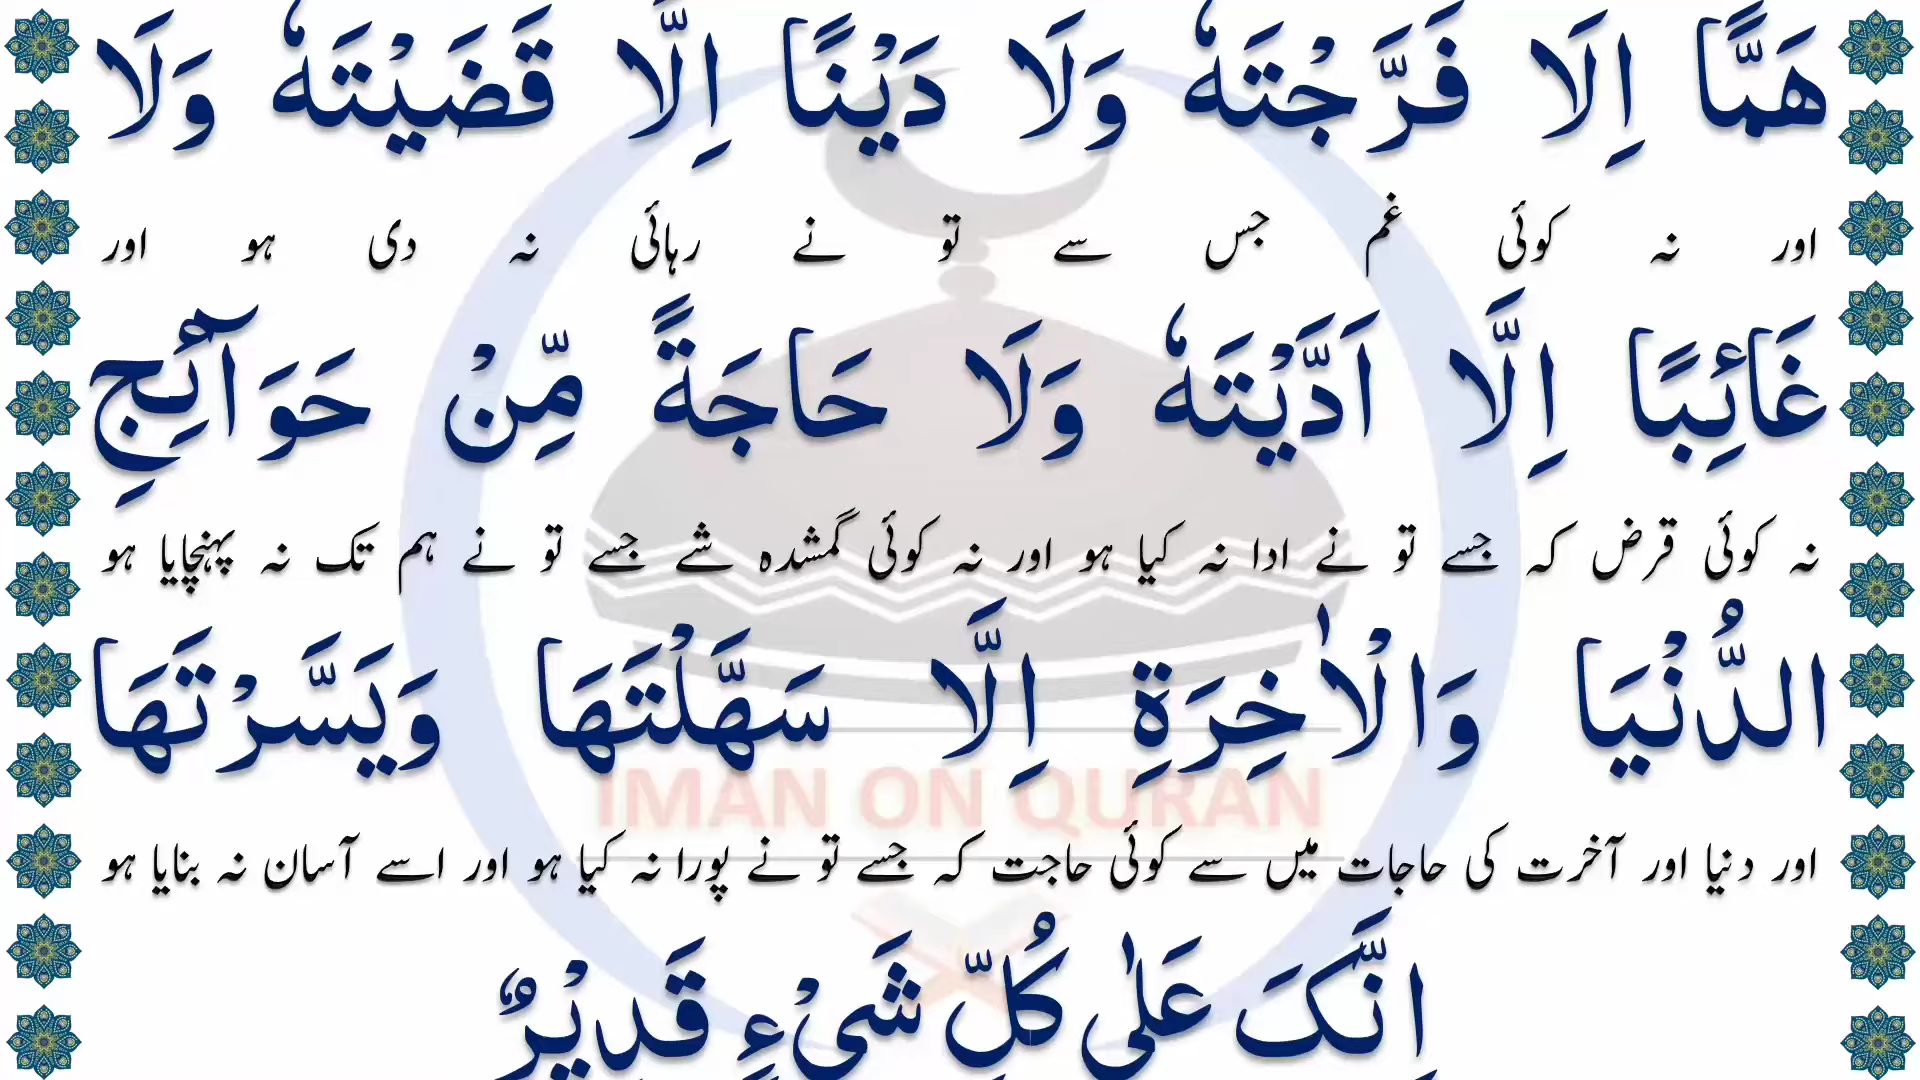 هَمًّا اِلَا فَرَّجْتَهٗ وَلَا دَيْنًا اِلَّا قَضَيْتَهٗ وَلَا
اور نہ کوئی غم جس سے تو نے رہائی نہ دی ہو اور
غَائِبًا اِلَّا اَدَّيْتَهٗ وَلَا حَاجَةً مِّنْ حَوَآئِجِ
نہ کوئی قرض کہ جسے تو نے ادا نہ کیا ہو اور نہ کوئی گمشدہ شے جسے تو نے ہم تک نہ پہنچایا ہو
الدُّنْيَا وَالْاٰخِرَةِ اِلَّا سَهَّلْتَهَا وَيَسَّرْتَهَا
IMAN ON QURAN
اور دنیا اور آخرت کی حاجات میں سے کوئی حاجت کہ جسے تو نے پورا نہ کیا ہو اور اسے آسان نہ بنایا ہو
اِنَّكَ عَلٰى كُلِّ شَىْءٍ قَدِيْرٌ